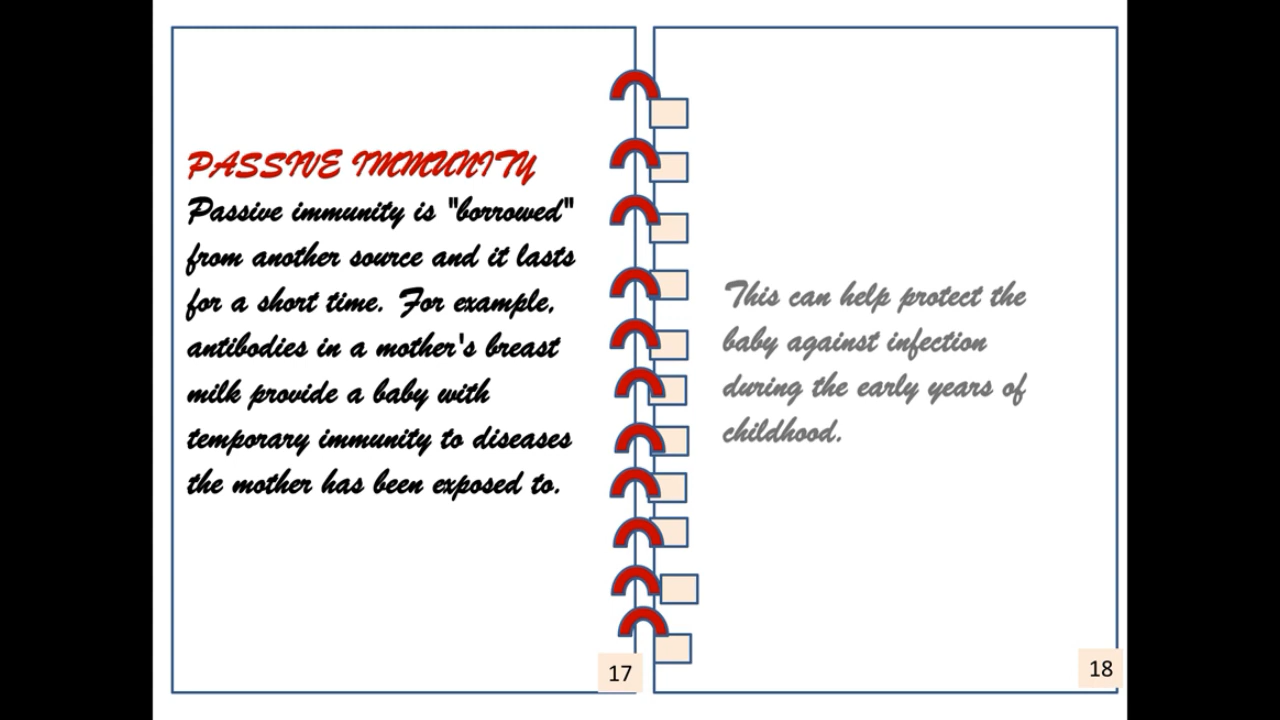 PASSIVE IMMUNITY
Passive immunity is "borrowed"
from another source and it lasts
for a short time. For example,
antibodies in a mother's breast
milk provide a baby with
temporary immunity to diseases
the mother has been exposed to.
17
This can help protect the
baby against infection
during the early years of
childhood.
18